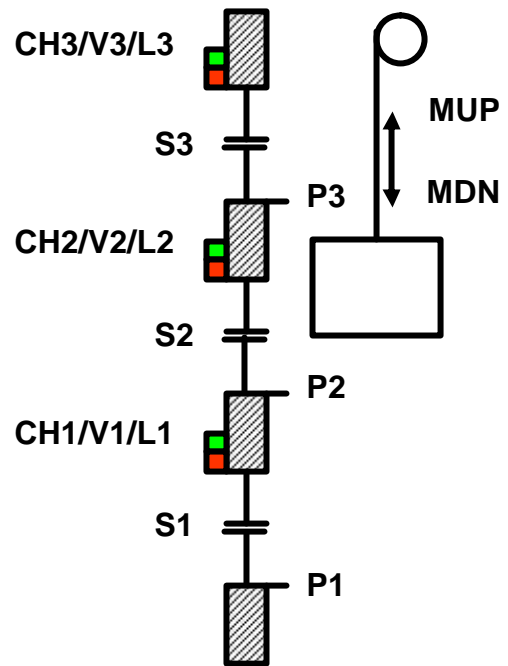 CH3/V3/L3
MUP
S3
MDN
P3
CH2/V2/L2
S2
P2
CH1/V1/L1
S1
P1